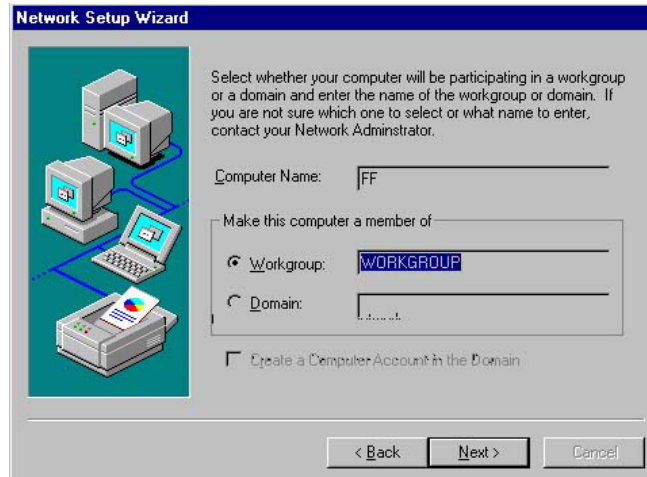 Network Setup Wizard
Select whether your computer will be participating in a workgroup
or a domain and enter the name of the workgroup or domain. If
you are not sure which one to select or what name to enter,
contact your Network Adminstrator.
Computer Name: FF
Make this computer a member of
Workgroup: WORKGROUP
Domain:
Create a Computer Account in the Domain
< Back Next > Cancel